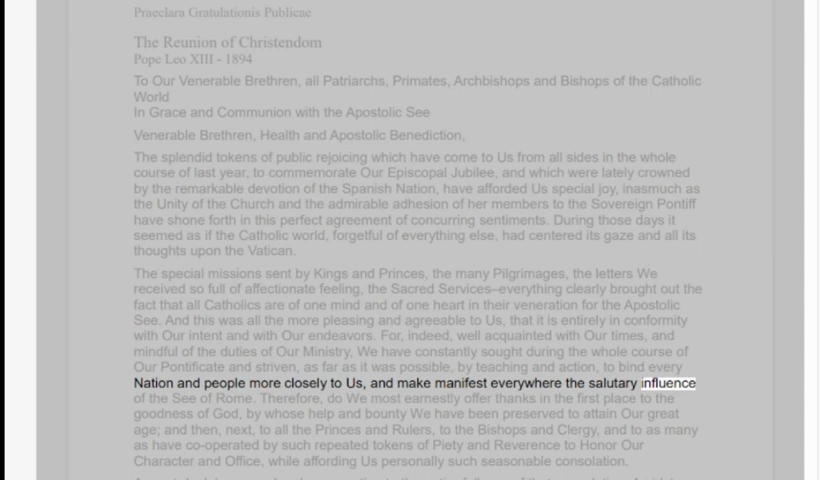 Praeclara Gratulationis Publicae
The Reunion of Christendom
Pope Leo XIII - 1894
To Our Venerable Brethren, all Patriarchs, Primates, Archbishops and Bishops of the Catholic
World
In Grace and Communion with the Apostolic See
Venerable Brethren, Health and Apostolic Benediction,
The splendid tokens of public rejoicing which have come to Us from all sides in the whole
course of last year, to commemorate Our Episcopal Jubilee, and which were lately crowned
by the remarkable devotion of the Spanish Nation, have afforded Us special joy, inasmuch as
the Unity of the Church and the admirable adhesion of her members to the Sovereign Pontiff
have shone forth in this perfect agreement of concurring sentiments. During those days it
seemed as if the Catholic world, forgetful of everything else, had centered its gaze and all its
thoughts upon the Vatican.
The special missions sent by Kings and Princes, the many Pilgrimages, the letters We
received so full of affectionate feeling, the Sacred Services–everything clearly brought out the
fact that all Catholics are of one mind and of one heart in their veneration for the Apostolic
See. And this was all the more pleasing and agreeable to Us, that it is entirely in conformity
with Our intent and with Our endeavors. For, indeed, well acquainted with Our times, and
mindful of the duties of Our Ministry, We have constantly sought during the whole course of
Our Pontificate and striven, as far as it was possible, by teaching and action, to bind every
Nation and people more closely to Us, and make manifest everywhere the salutary influence
of the See of Rome. Therefore, do We most earnestly offer thanks in the first place to the
goodness of God, by whose help and bounty We have been preserved to attain Our great
age; and then, next, to all the Princes and Rulers, to the Bishops and Clergy, and to as many
as have co-operated by such repeated tokens of Piety and Reverence to Honor Our
Character and Office, while affording Us personally such seasonable consolation.